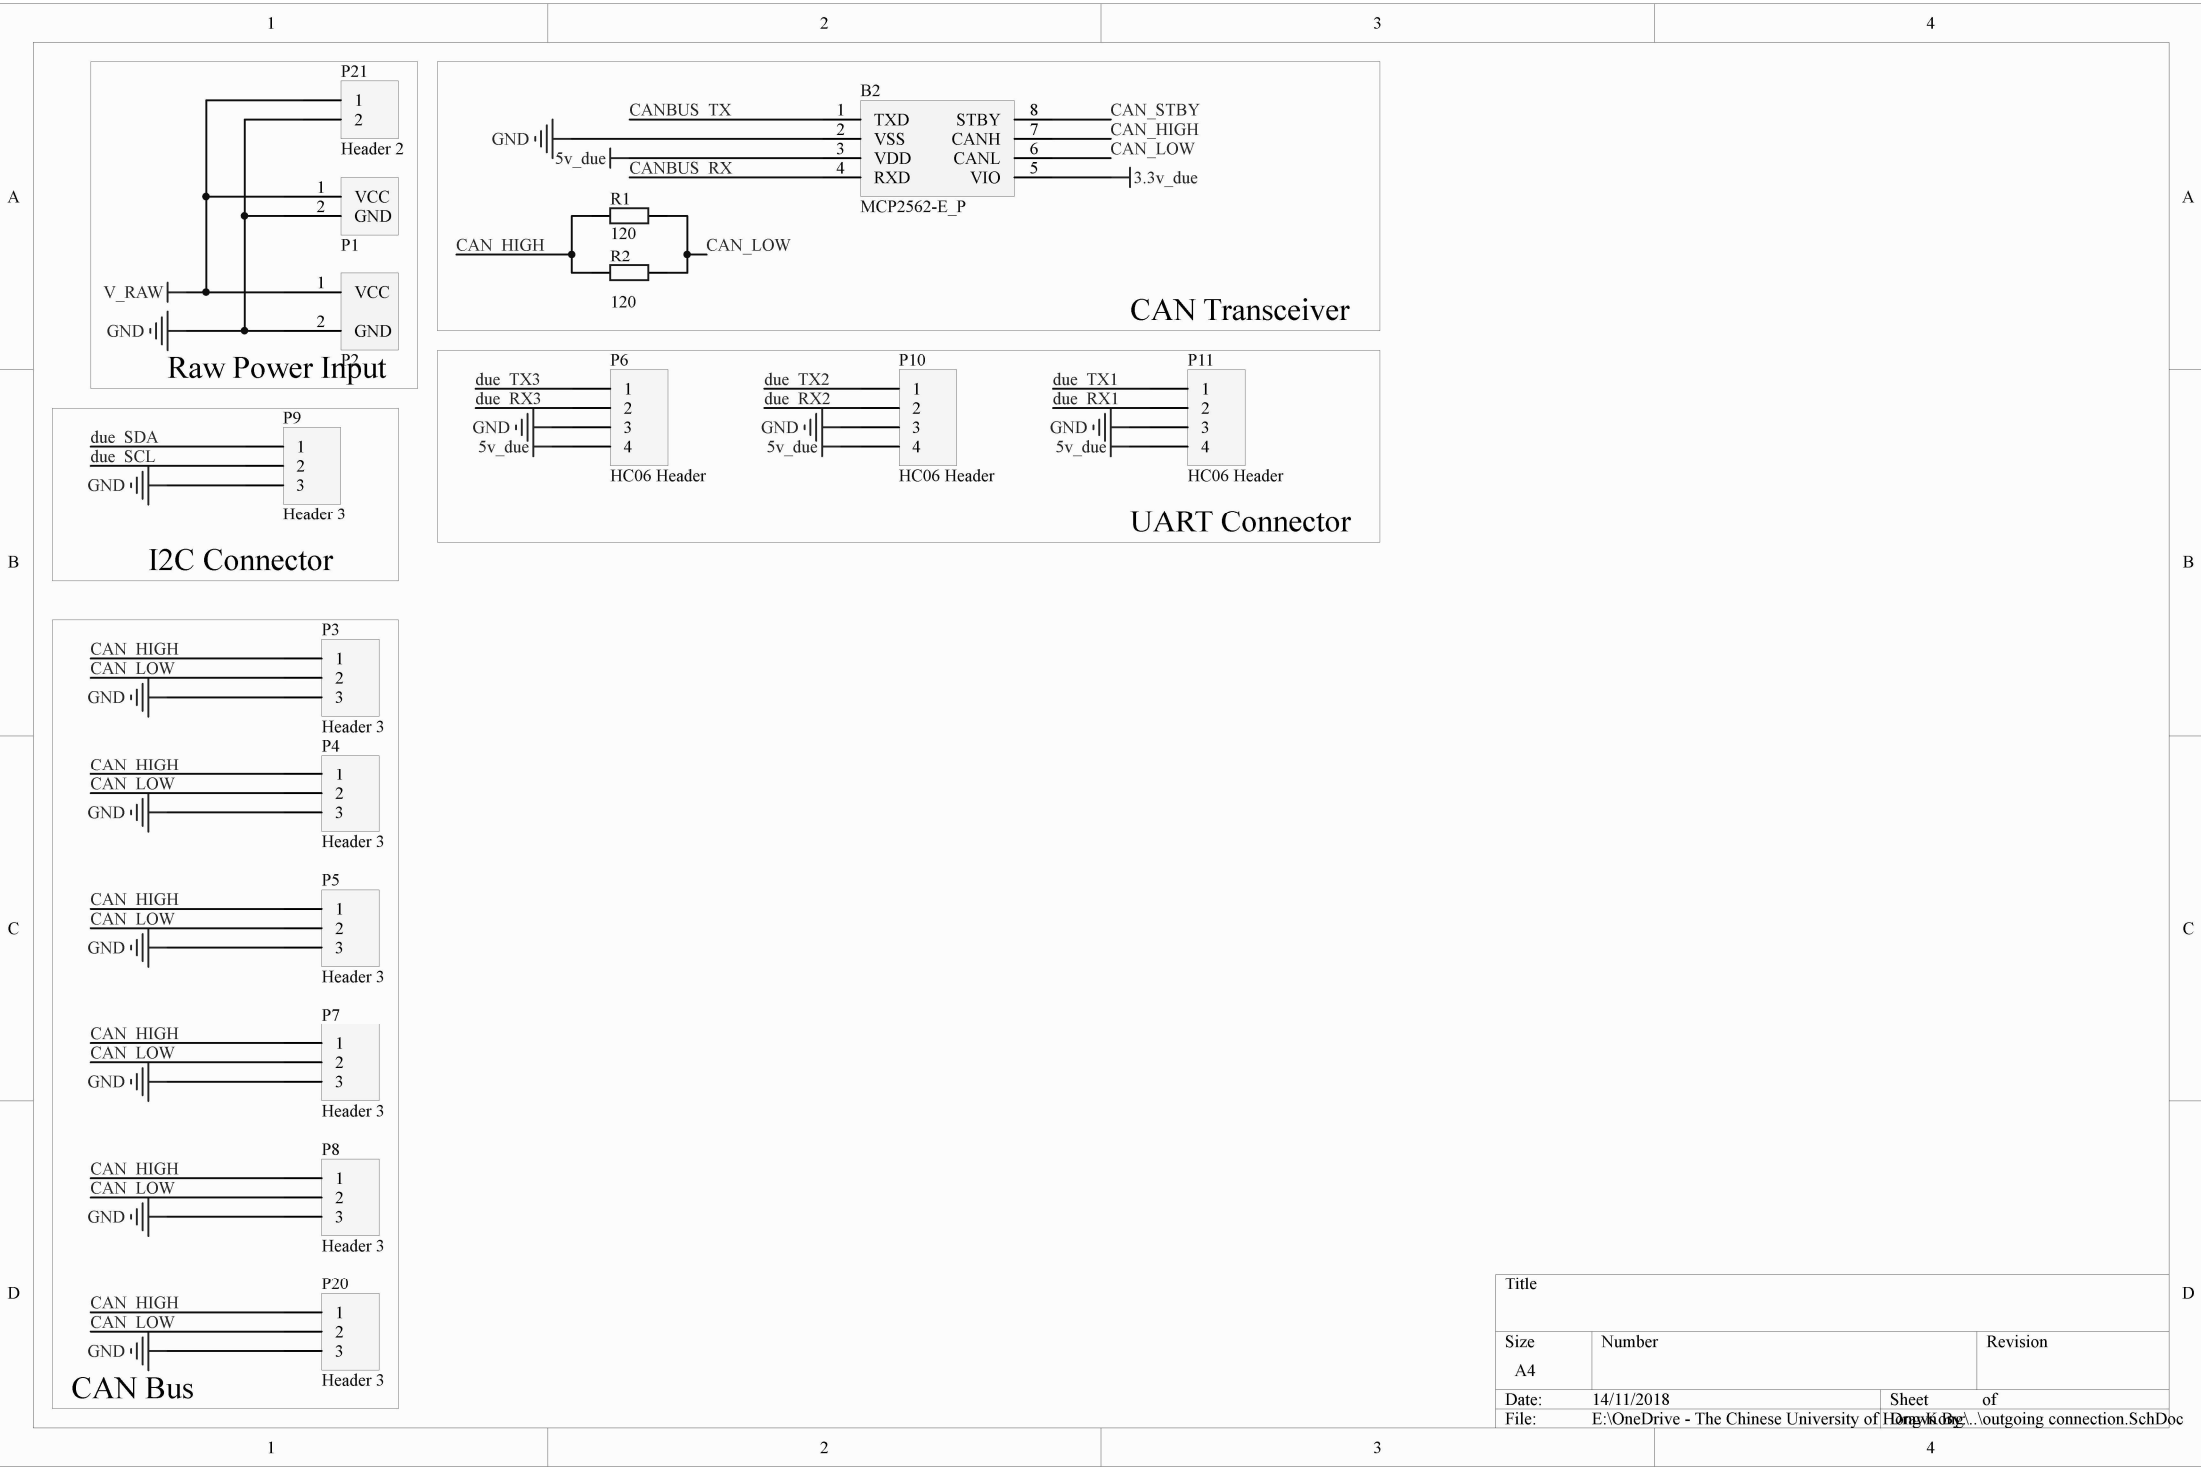 1 2 3 4
A
B
C
D
P21
1
2
Header 2
1 VCC
2 GND
P1
V_RAW 1 VCC
GND 2 GND
P2
Raw Power Input
B2
CANBUS_TX 1 TXD STBY 8 CAN_STBY
GND 2 VSS CANH 7 CAN_HIGH
5v_due 3 VDD CANL 6 CAN_LOW
CANBUS_RX 4 RXD VIO 5 3.3v_due
MCP2562-E_P
R1
120
CAN_HIGH CAN_LOW
R2
120
CAN Transceiver
P6
due_TX3 1
due_RX3 2
GND 3
5v_due 4
HC06 Header
P10
due_TX2 1
due_RX2 2
GND 3
5v_due 4
HC06 Header
P11
due_TX1 1
due_RX1 2
GND 3
5v_due 4
HC06 Header
UART Connector
P9
due_SDA 1
due_SCL 2
GND 3
Header 3
I2C Connector
P3
CAN_HIGH 1
CAN_LOW 2
GND 3
Header 3
P4
CAN_HIGH 1
CAN_LOW 2
GND 3
Header 3
P5
CAN_HIGH 1
CAN_LOW 2
GND 3
Header 3
P7
CAN_HIGH 1
CAN_LOW 2
GND 3
Header 3
P8
CAN_HIGH 1
CAN_LOW 2
GND 3
Header 3
P20
CAN_HIGH 1
CAN_LOW 2
GND 3
Header 3
CAN Bus
A
B
C
D
Title
Size Number Revision
A4
Date: 14/11/2018 Sheet of
File: E:\OneDrive - The Chinese University of Hong Kong\..\outgoing connection.SchDoc
Drawn By:
1 2 3 4